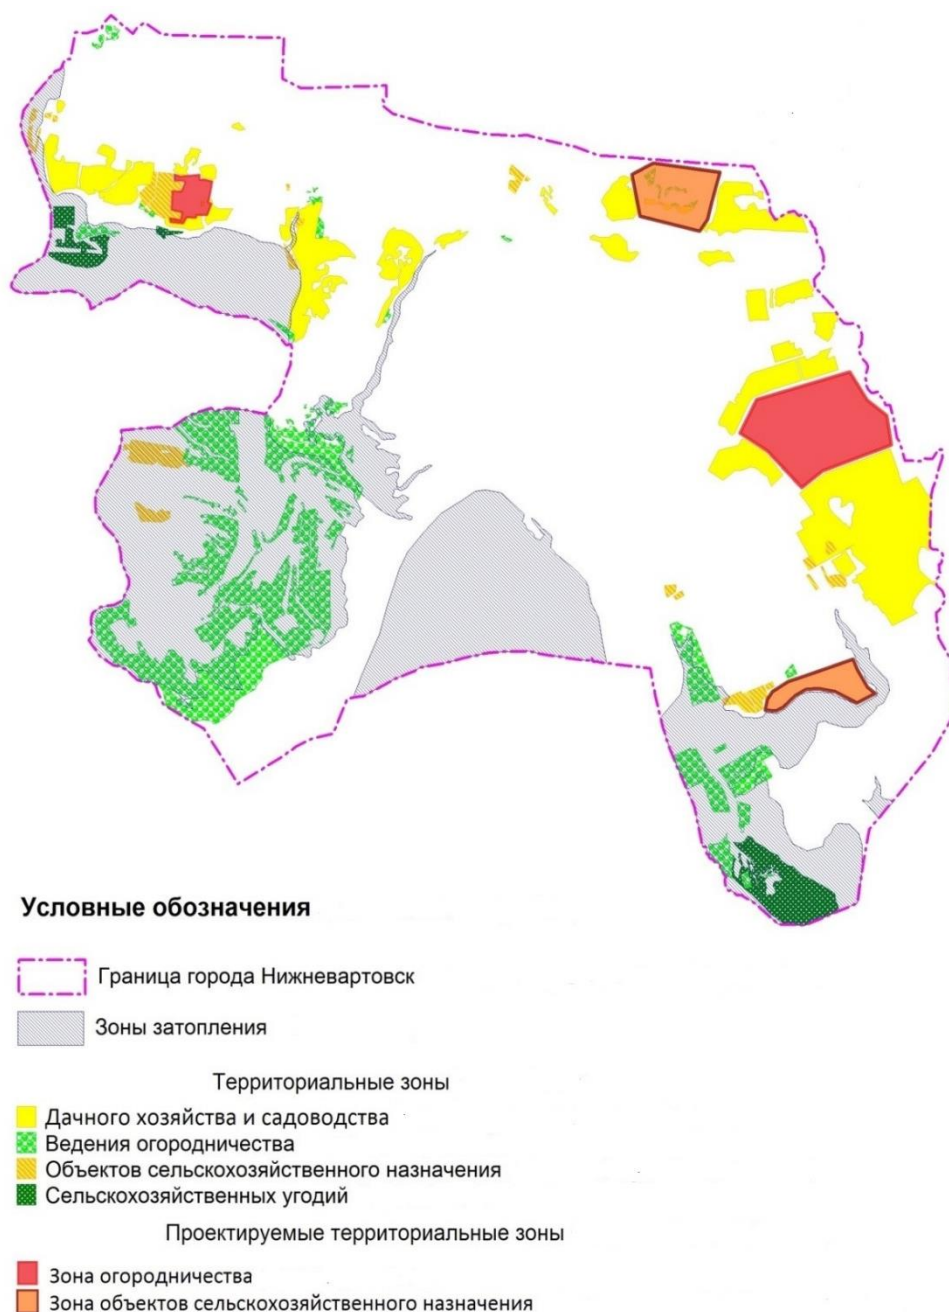 Условные обозначения
Граница города Нижневартовск
Зоны затопления
Территориальные зоны
Дачного хозяйства и садоводства
Ведения огородничества
Объектов сельскохозяйственного назначения
Сельскохозяйственных угодий
Проектируемые территориальные зоны
Зона огородничества
Зона объектов сельскохозяйственного назначения